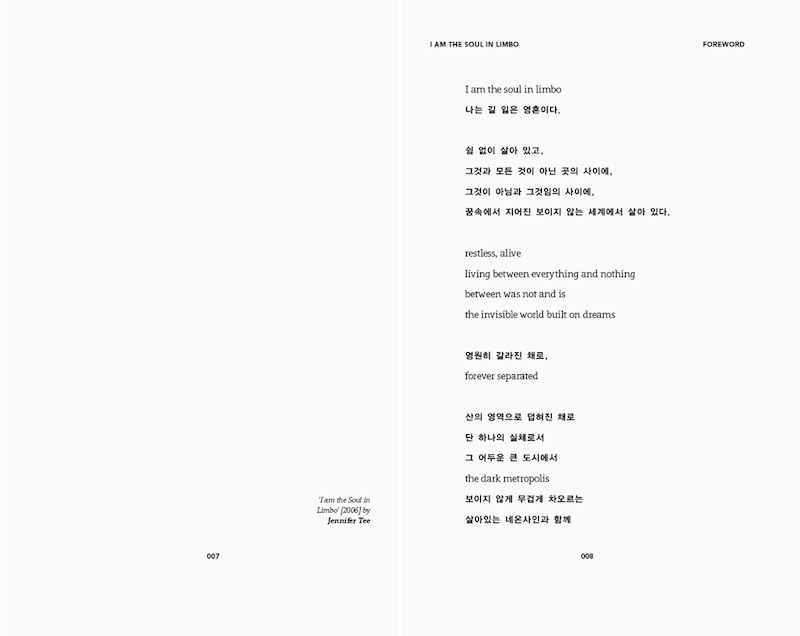 'I am the Soul in
Limbo' [2006] by
Jennifer Tee
007
I AM THE SOUL IN LIMBO
FOREWORD
I am the soul in limbo
나는 길 잃은 영혼이다.
쉼 없이 살아 있고,
그것과 모든 것이 아닌 곳의 사이에,
그것이 아님과 그것임의 사이에,
꿈속에서 지어진 보이지 않는 세계에서 살아 있다.
restless, alive
living between everything and nothing
between was not and is
the invisible world built on dreams
영원히 갈라진 채로,
forever separated
산의 영역으로 덥혀진 채로
단 하나의 실체로서
그 어두운 큰 도시에서
the dark metropolis
보이지 않게 무겁게 차오르는
살아있는 네온사인과 함께
008